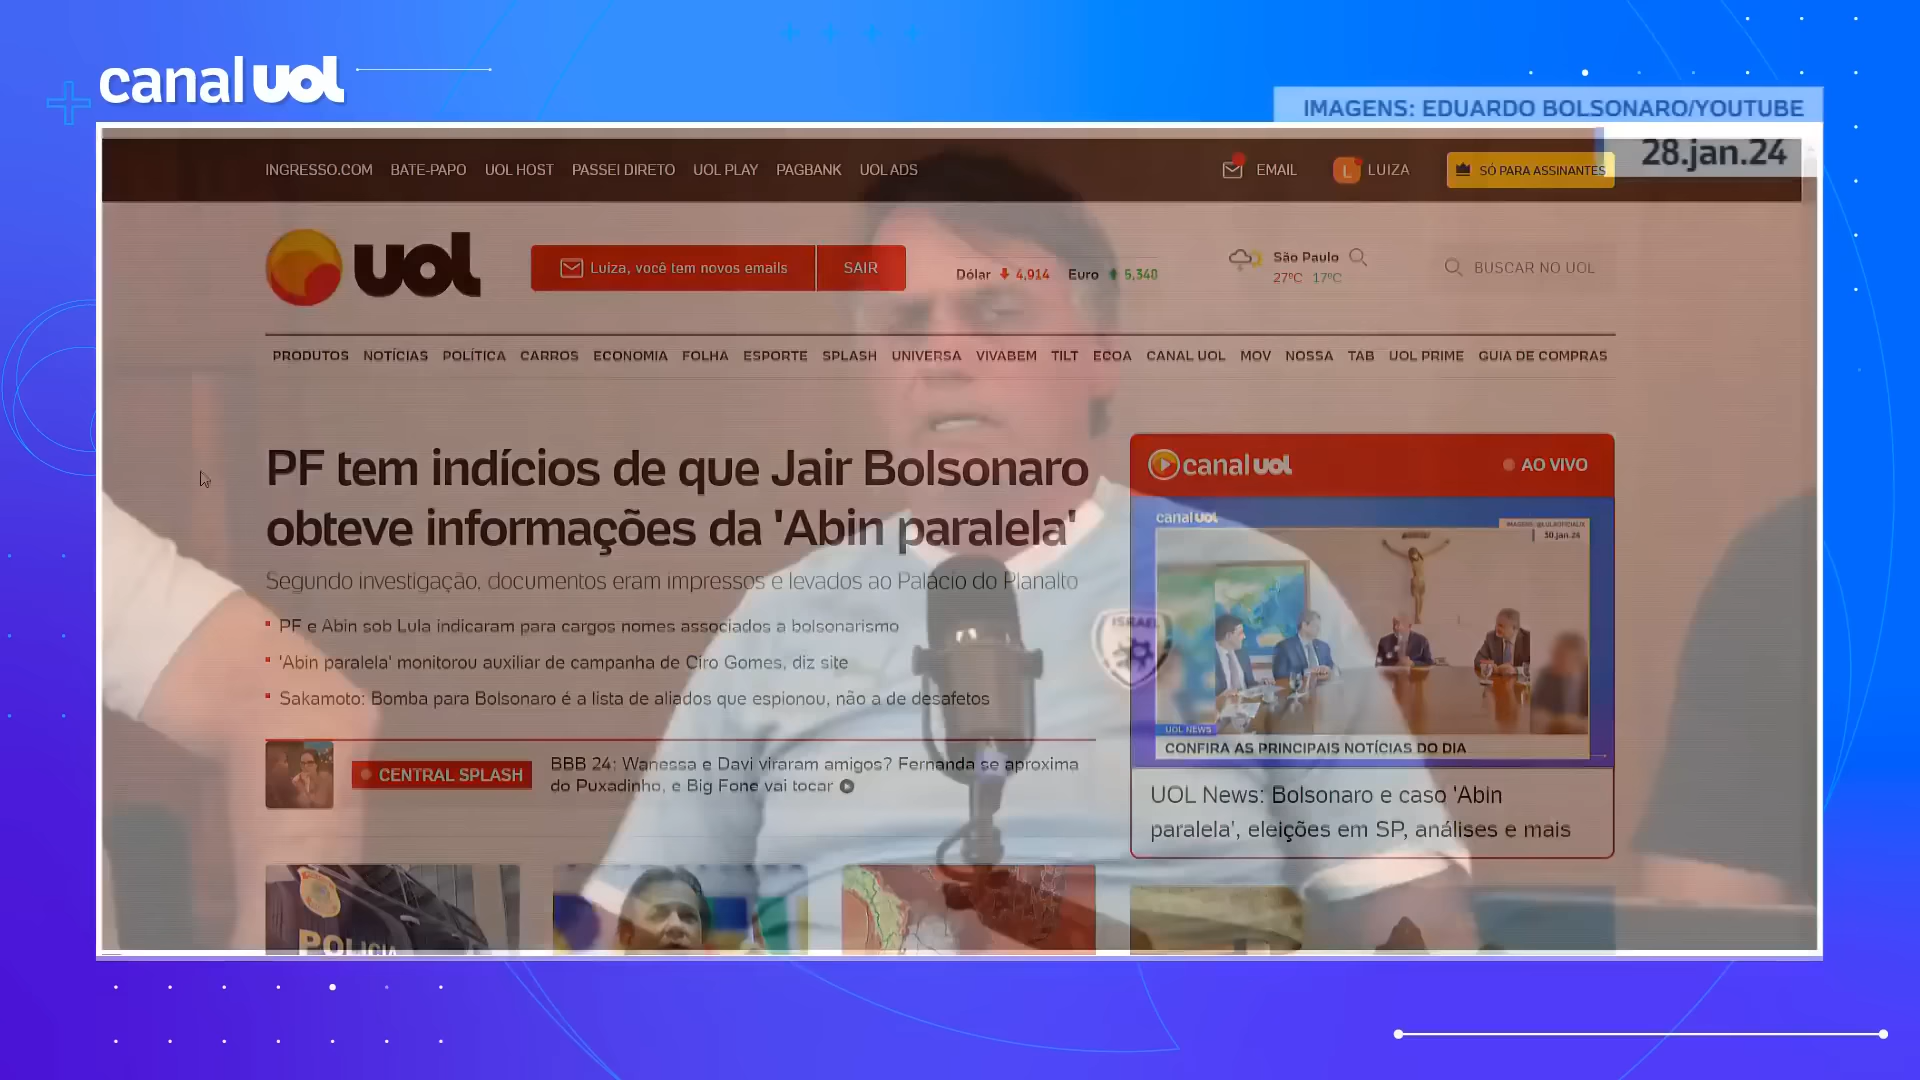 canal uol
IMAGENS: EDUARDO BOLSONARO/YOUTUBE
28.jan.24
INGRESSO.COM BATE-PAPO UOL HOST PASSEI DIRETO UOL PLAY PAGBANK UOL ADS
EMAIL L LUIZA SÓ PARA ASSINANTES
uol
Luiza, você tem novos emails SAIR
Dólar 4,914 Euro 5,340
São Paulo
27ºC 17ºC
BUSCAR NO UOL
PRODUTOS NOTÍCIAS POLÍTICA CARROS ECONOMIA FOLHA ESPORTE SPLASH UNIVERSA VIVABEM TILT ECOA CANAL UOL MOV NOSSA TAB UOL PRIME GUIA DE COMPRAS
PF tem indícios de que Jair Bolsonaro
obteve informações da 'Abin paralela'
Segundo investigação, documentos eram impressos e levados ao Palácio do Planalto
PF e Abin sob Lula indicaram para cargos nomes associados a bolsonarismo
'Abin paralela' monitorou auxiliar de campanha de Ciro Gomes, diz site
Sakamoto: Bomba para Bolsonaro é a lista de aliados que espionou, não a de desafetos
CENTRAL SPLASH
BBB 24: Wanessa e Davi viraram amigos? Fernanda se aproxima
do Puxadinho, e Big Fone vai tocar
canal uol AO VIVO
canal uol
30.jan.24
UOL NEWS
CONFIRA AS PRINCIPAIS NOTÍCIAS DO DIA
UOL News: Bolsonaro e caso 'Abin
paralela', eleições em SP, análises e mais
ISRAEL
POLÍCIA